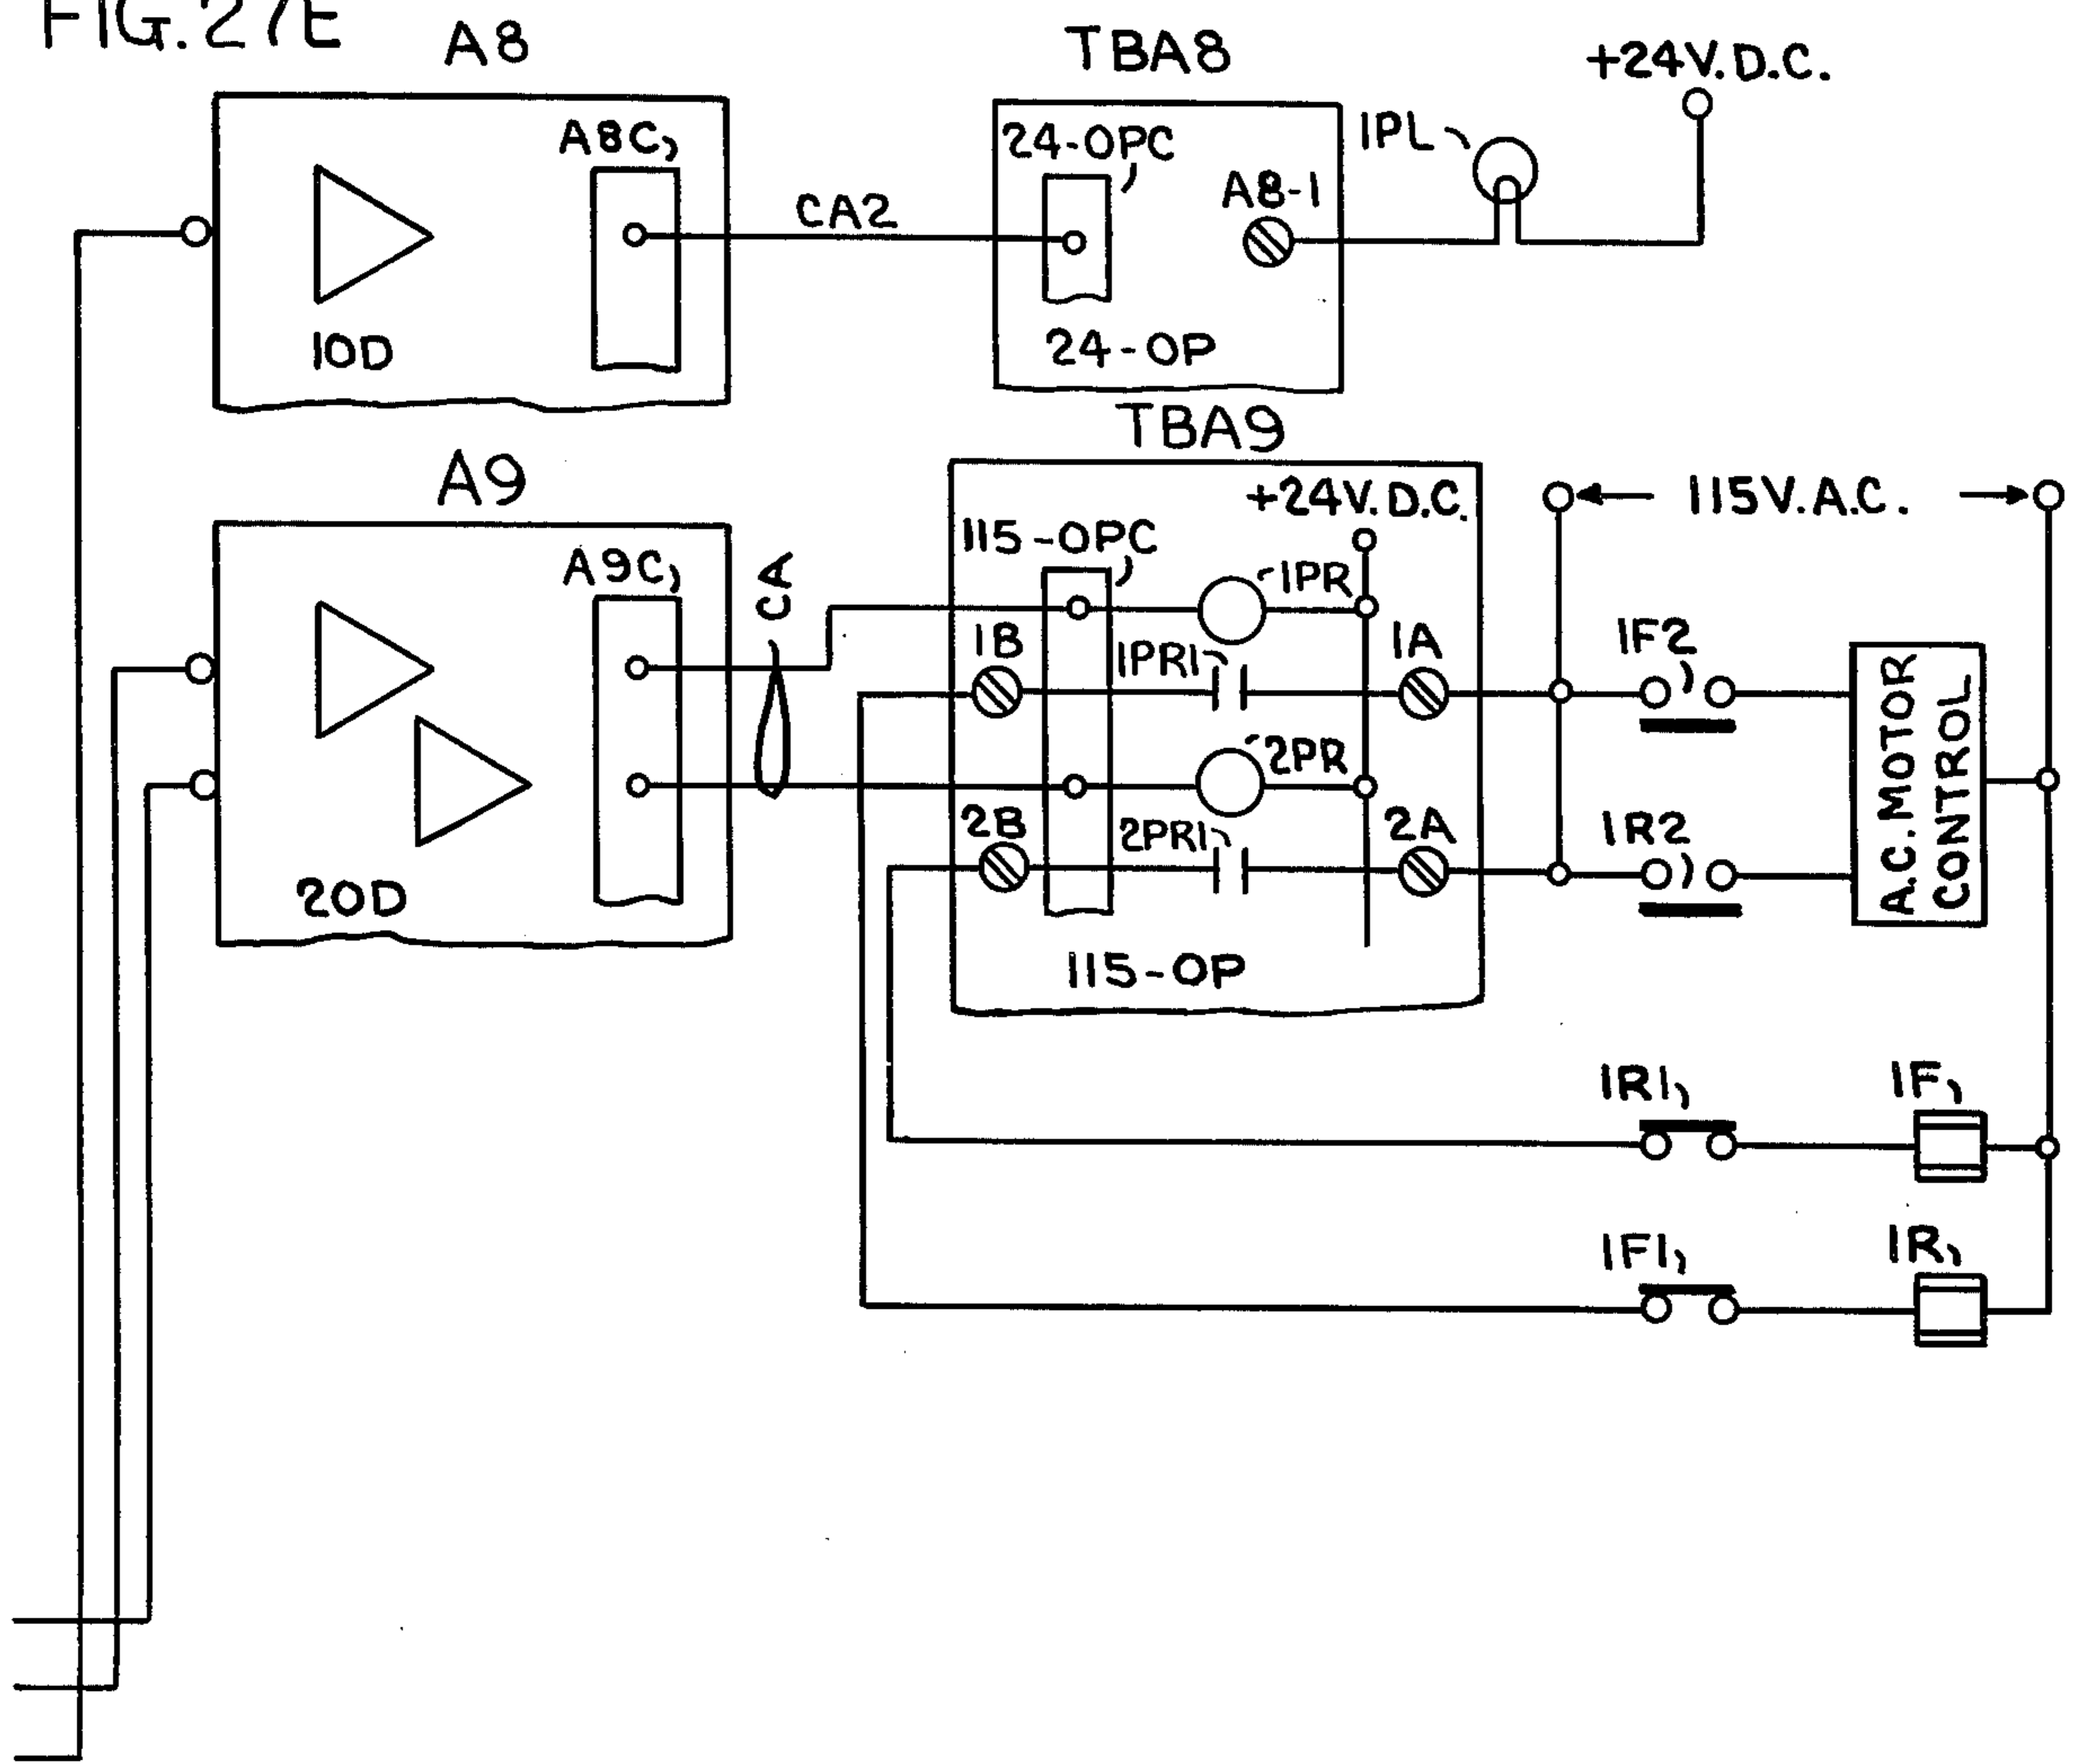 FIG. 27E
A8
TBA8
+24V.D.C.
A8C
24-OPC
1PL
CA2
A8-1
10D
24-OP
TBA9
A9
+24V.D.C.
115V.A.C.
115-OPC
A9C
CA
1PR
1B
1PR1
1A
1F2
2PR
2B
2PR1
2A
1R2
A.C. MOTOR
CONTROL
20D
115-OP
1R1
1F
1F1
1R